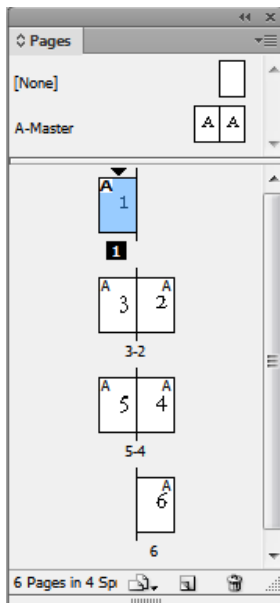 Pages
[None]
A-Master A A
A 1
1
A 3 A 2
3-2
A 5 A 4
5-4
A 6
6
6 Pages in 4 Spr